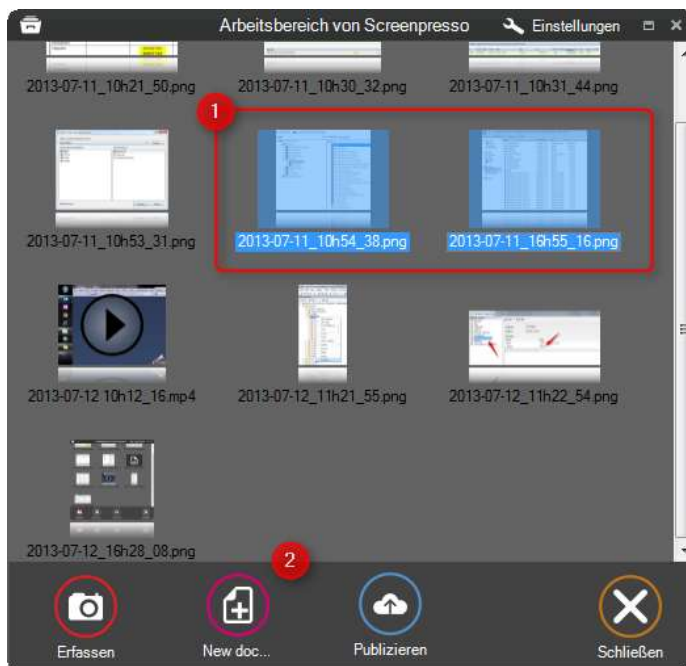 Arbeitsbereich von Screenpresso
Einstellungen
2013-07-11_10h21_50.png
2013-07-11_10h30_32.png
2013-07-11_10h31_44.png
1
2013-07-11_10h53_31.png
2013-07-11_10h54_38.png
2013-07-11_16h55_16.png
2013-07-12 10h12_16.mp4
2013-07-12_11h21_55.png
2013-07-12_11h22_54.png
2013-07-12_16h28_08.png
2
Erfassen
New doc...
Publizieren
Schließen